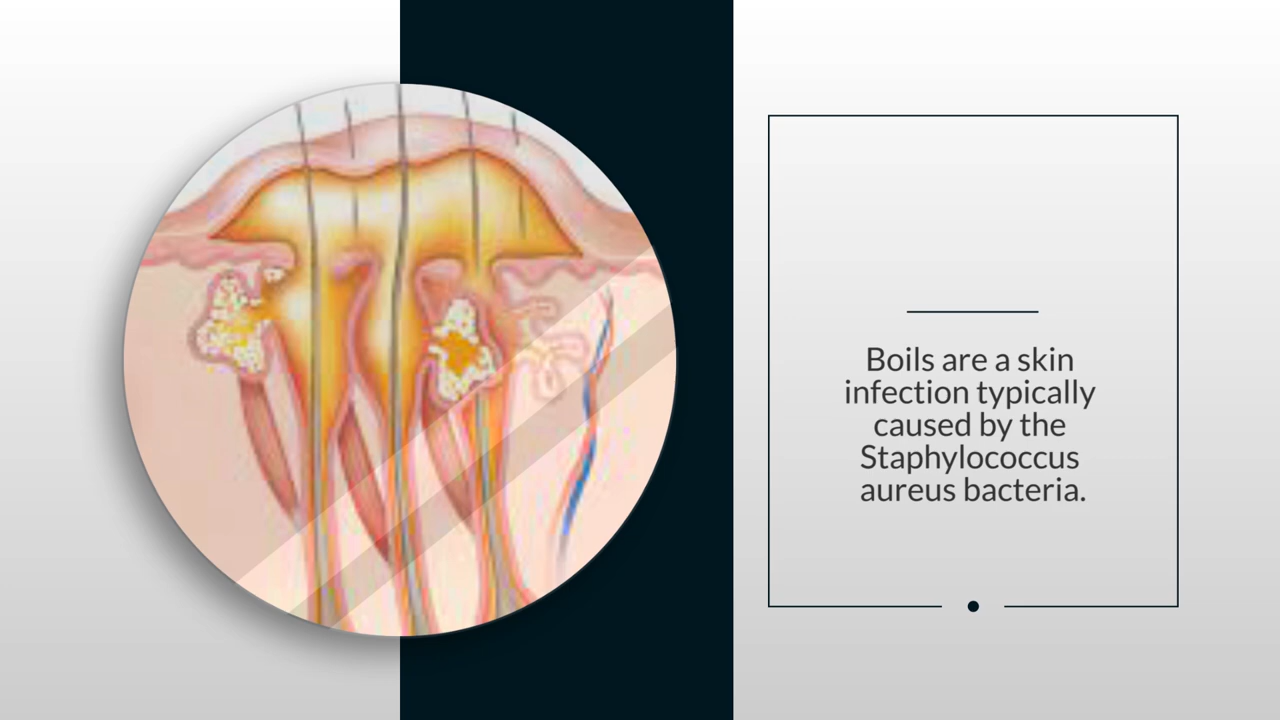 Boils are a skin
infection typically
caused by the
Staphylococcus
aureus bacteria.